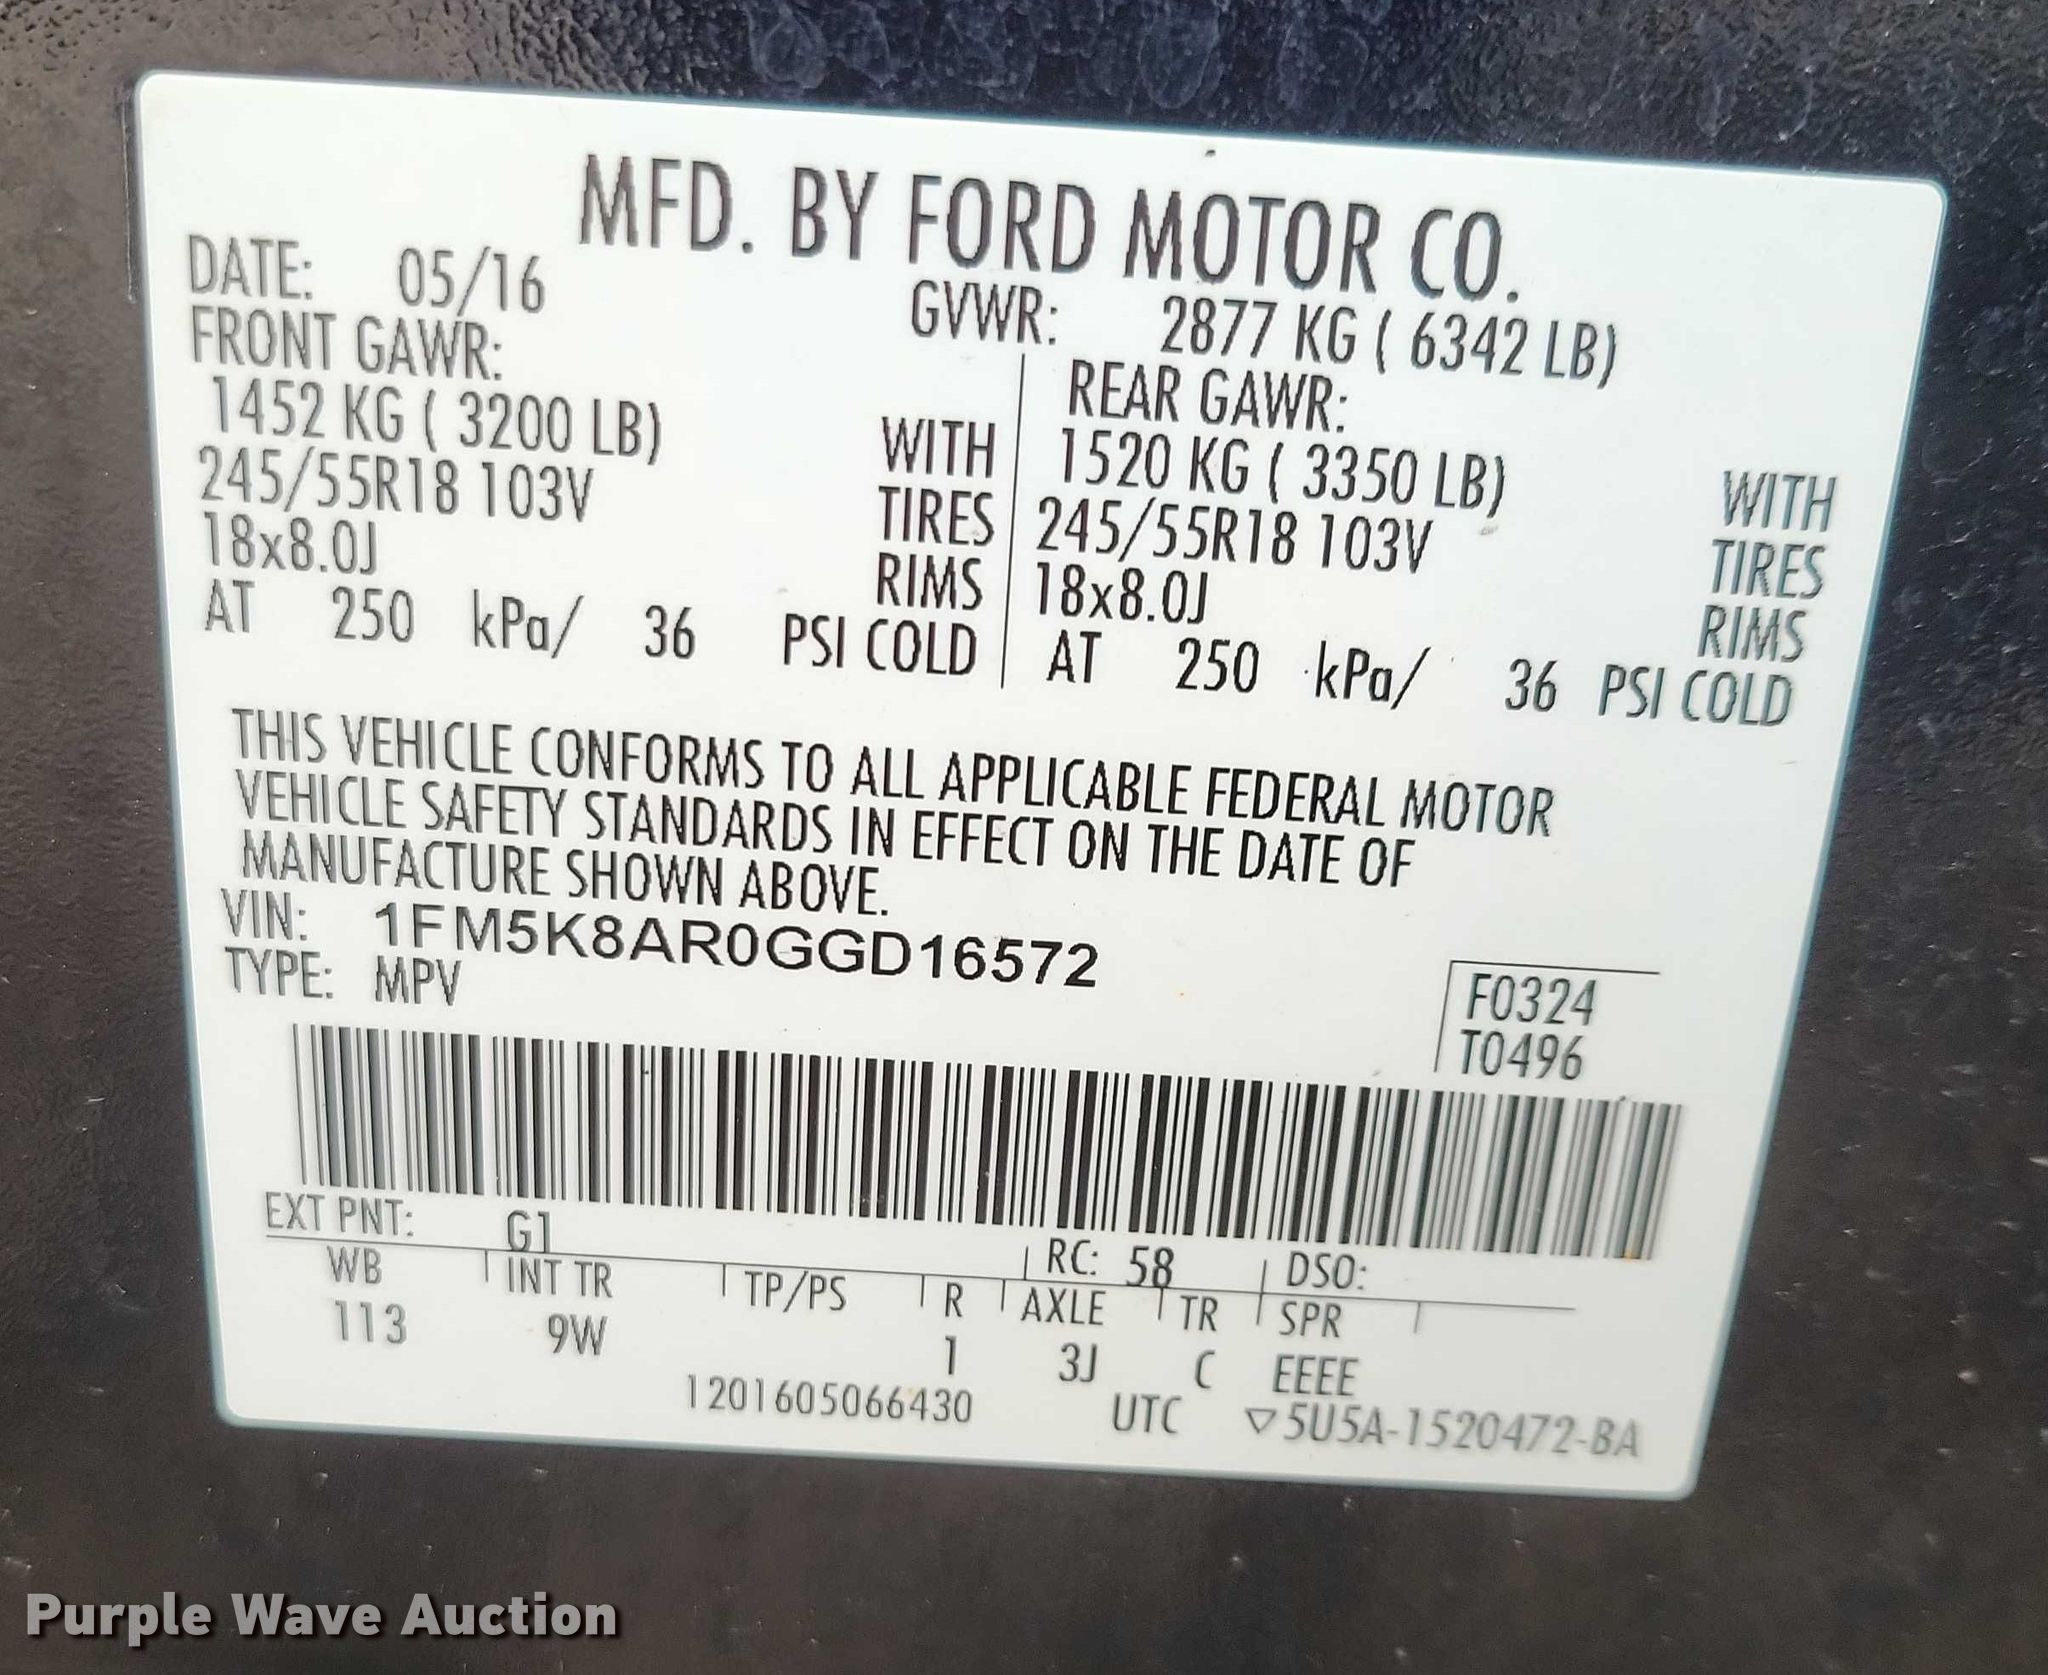 MFD. BY FORD MOTOR CO.
DATE: 05/16 GVWR: 2877 KG ( 6342 LB)
FRONT GAWR: REAR GAWR:
1452 KG ( 3200 LB) WITH 1520 KG ( 3350 LB) WITH
245/55R18 103V TIRES 245/55R18 103V TIRES
18x8.0J RIMS 18x8.0J RIMS
AT 250 kPa/ 36 PSI COLD AT 250 kPa/ 36 PSI COLD
THIS VEHICLE CONFORMS TO ALL APPLICABLE FEDERAL MOTOR
VEHICLE SAFETY STANDARDS IN EFFECT ON THE DATE OF
MANUFACTURE SHOWN ABOVE.
VIN: 1FM5K8AR0GGD16572
TYPE: MPV
F0324
T0496
EXT PNT: G1 RC: 58 DSO:
WB INT TR TP/PS R AXLE TR SPR
113 9W 1 3J C EEEE
1201605066430 UTC ▽5U5A-1520472-BA
Purple Wave Auction